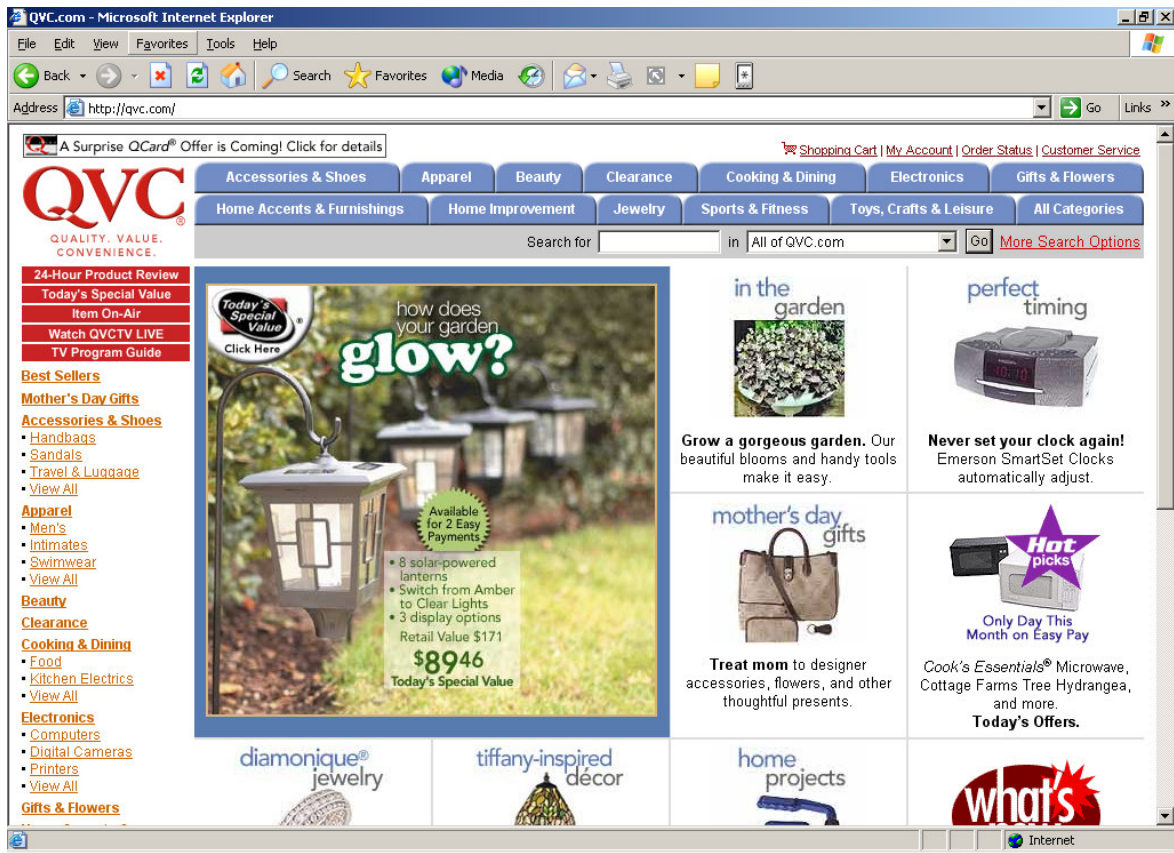 QVC.com - Microsoft Internet Explorer
File Edit View Favorites Tools Help
Back Search Favorites Media
Address http://qvc.com/ Go Links »
A Surprise QCard® Offer is Coming! Click for details
Shopping Cart | My Account | Order Status | Customer Service
QVC®
QUALITY. VALUE.
CONVENIENCE.
Accessories & Shoes Apparel Beauty Clearance Cooking & Dining Electronics Gifts & Flowers
Home Accents & Furnishings Home Improvement Jewelry Sports & Fitness Toys, Crafts & Leisure All Categories
Search for in All of QVC.com Go More Search Options
24-Hour Product Review
Today's Special Value
Item On-Air
Watch QVCTV LIVE
TV Program Guide
Best Sellers
Mother's Day Gifts
Accessories & Shoes
Handbags
Sandals
Travel & Luggage
View All
Apparel
Men's
Intimates
Swimwear
View All
Beauty
Clearance
Cooking & Dining
Food
Kitchen Electrics
View All
Electronics
Computers
Digital Cameras
Printers
View All
Gifts & Flowers
Today's
Special
Value®
Click Here
how does
your garden
glow?
Available
for 2 Easy
Payments
• 8 solar-powered
lanterns
• Switch from Amber
to Clear Lights
• 3 display options
Retail Value $171
$89.46
Today's Special Value
in the
garden
Grow a gorgeous garden. Our
beautiful blooms and handy tools
make it easy.
perfect
timing
10:10
Never set your clock again!
Emerson SmartSet Clocks
automatically adjust.
mother's day
gifts
Treat mom to designer
accessories, flowers, and other
thoughtful presents.
Hot
picks
Only Day This
Month on Easy Pay
Cook's Essentials® Microwave,
Cottage Farms Tree Hydrangea,
and more.
Today's Offers.
diamonique®
jewelry
tiffany-inspired
décor
home
projects
what's
Internet